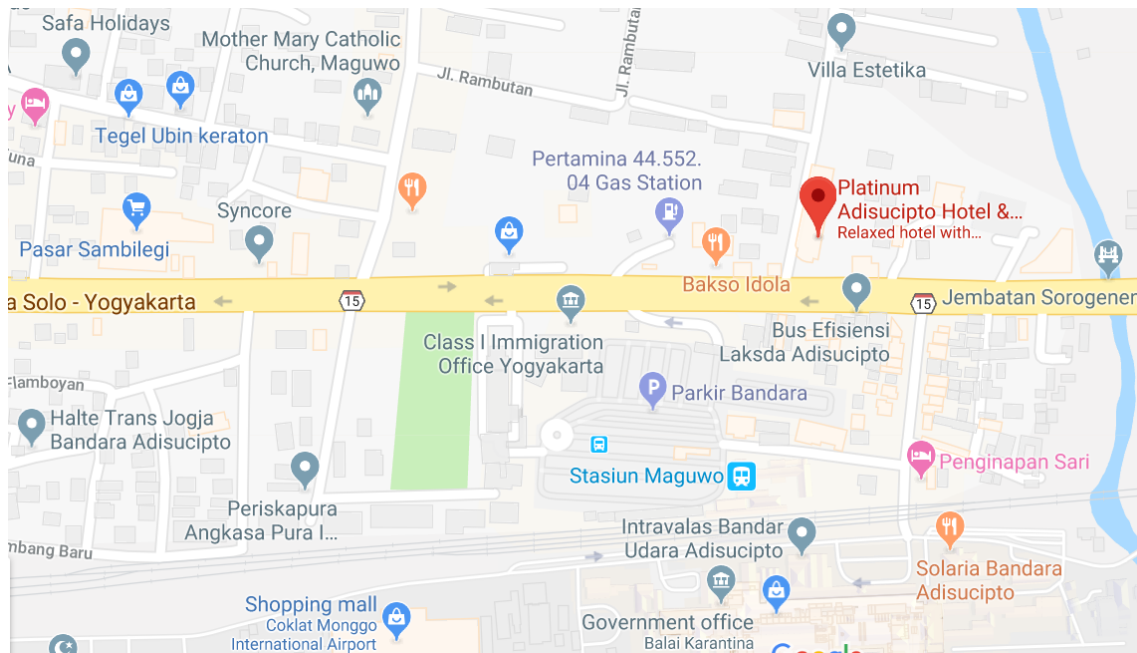 Safa Holidays
Mother Mary Catholic
Church, Maguwo
Jl. Rambutan
Jl. Rambutan
Villa Estetika
Tegel Ubin keraton
Pertamina 44.552.
04 Gas Station
Platinum
Adisucipto Hotel &...
Relaxed hotel with...
Syncore
Pasar Sambilegi
Bakso Idola
a Solo - Yogyakarta
15
15
Jembatan Sorogener
Class I Immigration
Office Yogyakarta
Bus Efisiensi
Laksda Adisucipto
Flamboyan
Parkir Bandara
P
Halte Trans Jogja
Bandara Adisucipto
Stasiun Maguwo
Penginapan Sari
Periskapura
Angkasa Pura I...
mbang Baru
Intravalas Bandar
Udara Adisucipto
Solaria Bandara
Adisucipto
Shopping mall
Coklat Monggo
International Airport
Government office
Balai Karantina
Google